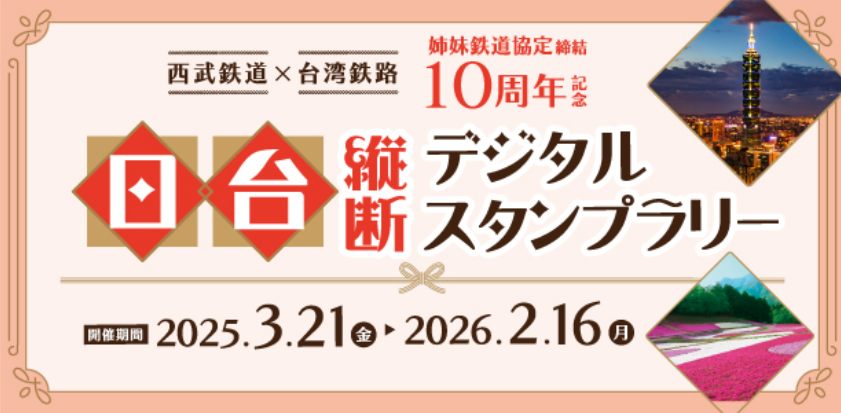 西武鉄道×台湾鉄路
姉妹鉄道協定締結
10周年記念
日台縦断
デジタル
スタンプラリー
開催期間 2025.3.21金▶2026.2.16月